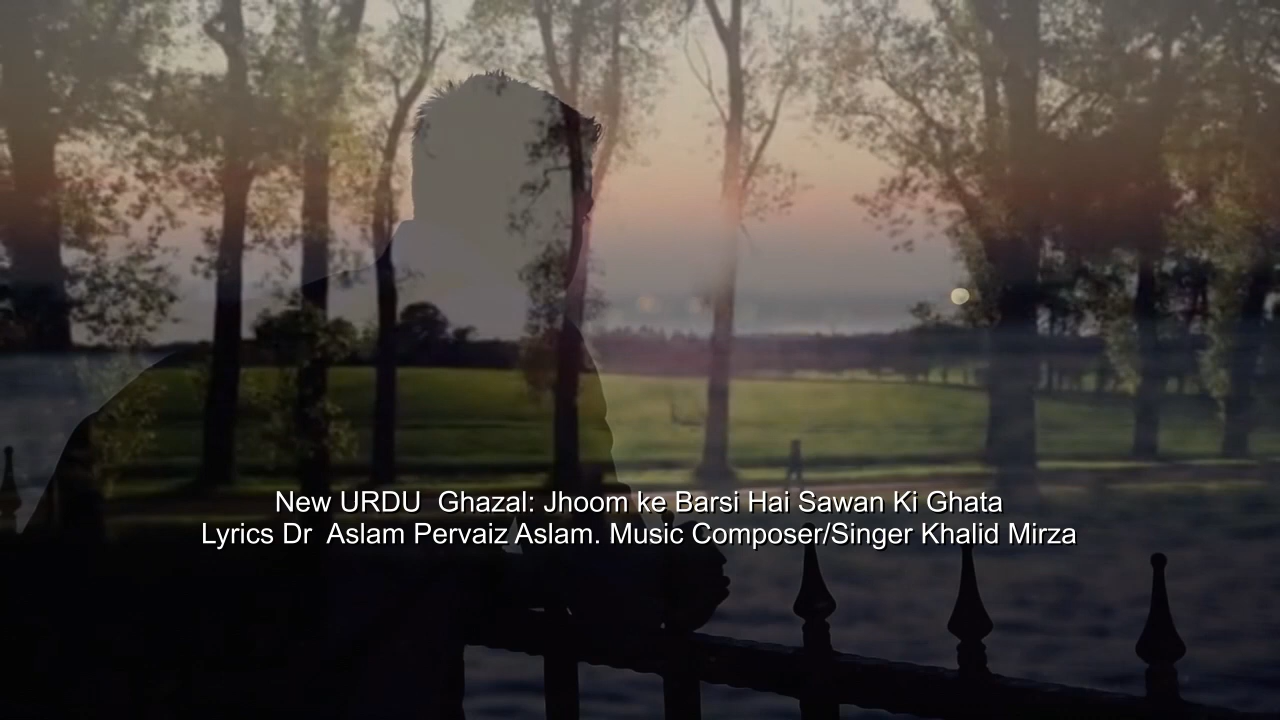 New URDU  Ghazal: Jhoom ke Barsi Hai Sawan Ki Ghata
Lyrics Dr  Aslam Pervaiz Aslam. Music Composer/Singer Khalid Mirza